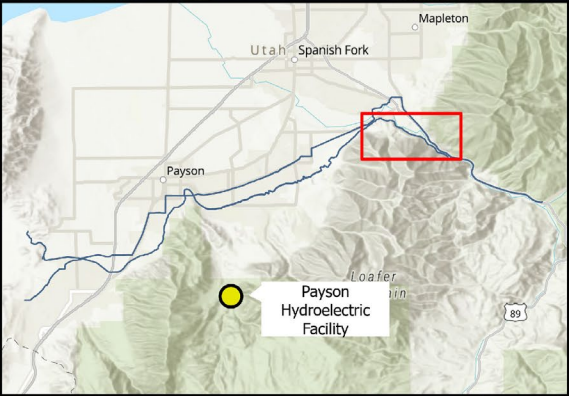 Mapleton
Utah
Spanish Fork
Payson
Loafer
Payson
Hydroelectric
Facility
89